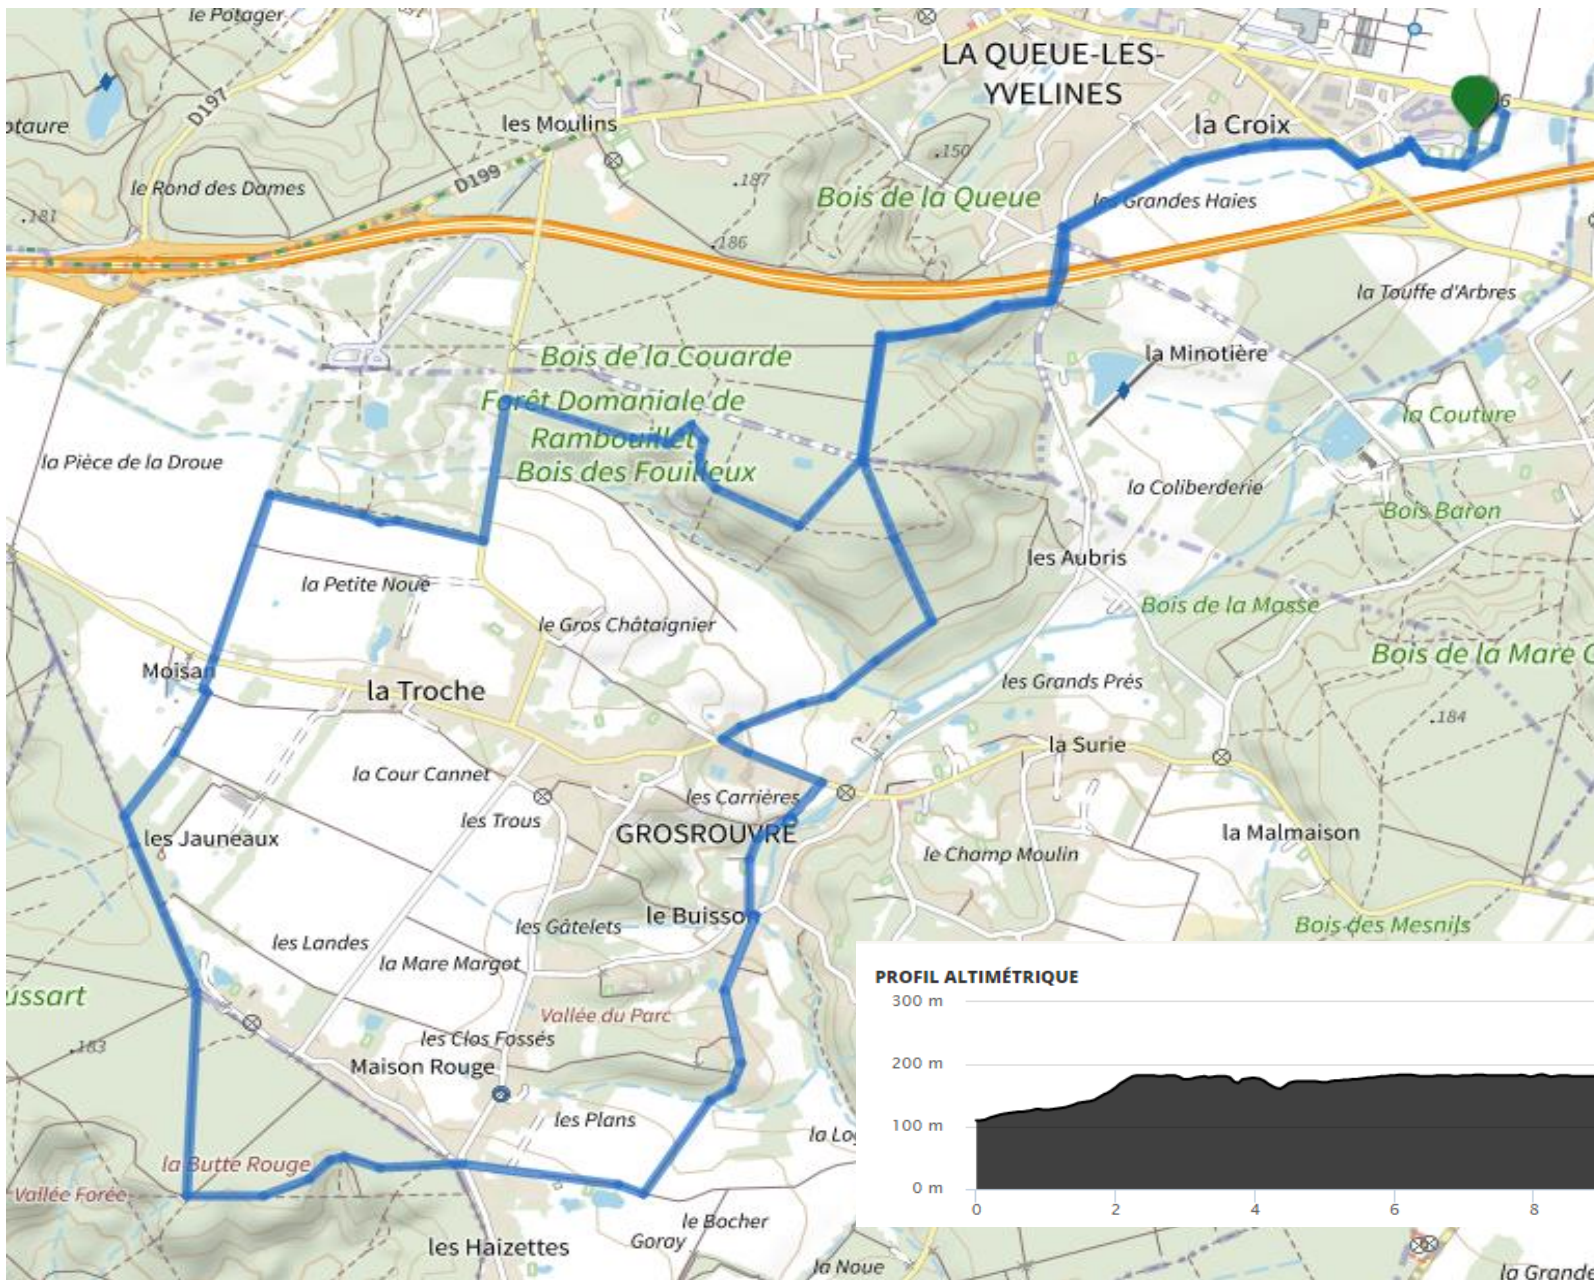 le Potager
LA QUEUE-LES-
YVELINES
D197
les Moulins
la Croix
6
.150
D199
le Rond des Dames
.187
Bois de la Queue
les Grandes Haies
.181
.186
la Touffe d'Arbres
Bois de la Couarde
la Minotière
Forêt Domaniale de
Rambouillet
Bois des Fouilleux
la Couture
la Pièce de la Droue
la Coliberderie
Bois Baron
les Aubris
la Petite Noue
Bois de la Masse
le Gros Châtaignier
Bois de la Mare
Moisan
la Troche
les Grands Prés
.184
la Surie
la Cour Cannet
les Carrières
les Trous
GROSROUVRE
la Malmaison
les Jauneaux
le Champ Moulin
le Buisson
les Gâtelets
Bois des Mesnils
les Landes
la Mare Margot
ussart
Vallée du Parc
les Clos Fossés
.183
Maison Rouge
les Plans
la Butte Rouge
Vallée Forée
le Bocher
Goray
les Haizettes
la Noue
la Grande
PROFIL ALTIMÉTRIQUE
300 m
200 m
100 m
0 m
0 2 4 6 8